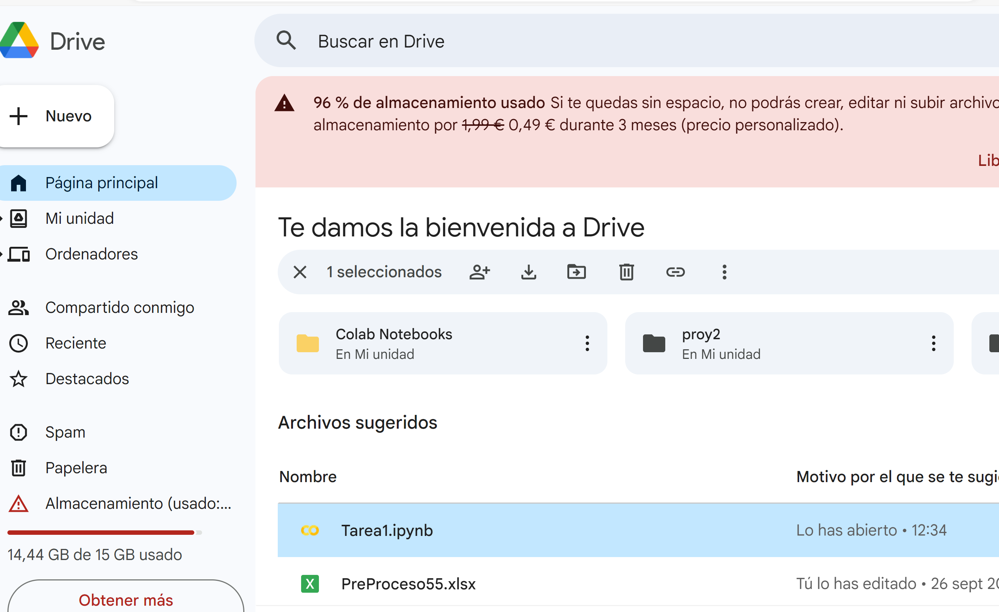 Drive
Buscar en Drive
Nuevo
96 % de almacenamiento usado Si te quedas sin espacio, no podrás crear, editar ni subir archivo
almacenamiento por 1,99 € 0,49 € durante 3 meses (precio personalizado).
Lib
Página principal
Mi unidad
Ordenadores
Compartido conmigo
Reciente
Destacados
Spam
Papelera
Almacenamiento (usado:...
14,44 GB de 15 GB usado
Obtener más
Te damos la bienvenida a Drive
1 seleccionados
Colab Notebooks
En Mi unidad
proy2
En Mi unidad
Archivos sugeridos
Nombre
Motivo por el que se te sugi
Tarea1.ipynb
Lo has abierto • 12:34
PreProceso55.xlsx
Tú lo has editado • 26 sept 20